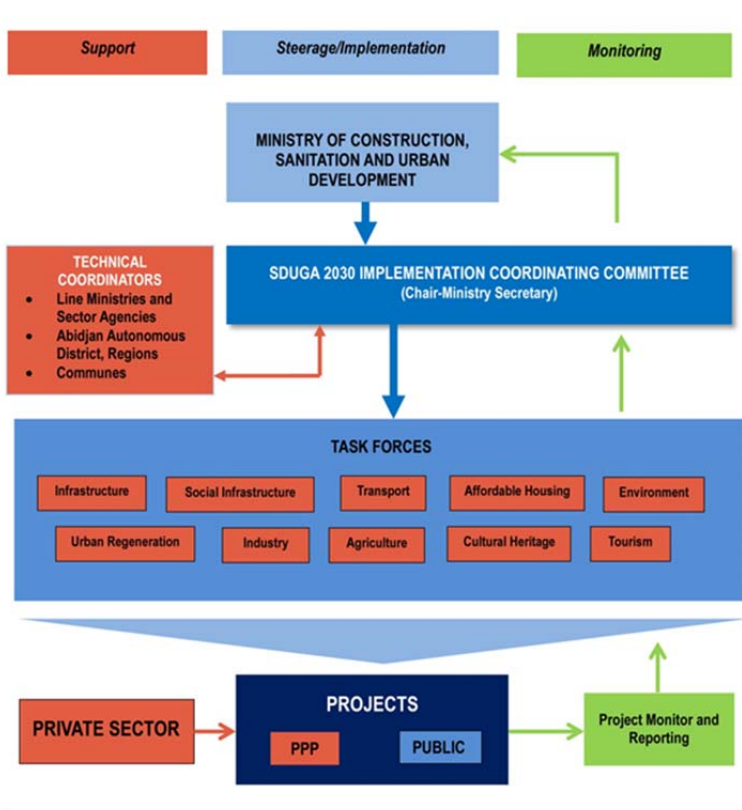 Support
Steerage/Implementation
Monitoring
MINISTRY OF CONSTRUCTION,
SANITATION AND URBAN
DEVELOPMENT
TECHNICAL
COORDINATORS
• Line Ministries and
Sector Agencies
• Abidjan Autonomous
District, Regions
• Communes
SDUGA 2030 IMPLEMENTATION COORDINATING COMMITTEE
(Chair-Ministry Secretary)
TASK FORCES
Infrastructure
Social Infrastructure
Transport
Affordable Housing
Environment
Urban Regeneration
Industry
Agriculture
Cultural Heritage
Tourism
PRIVATE SECTOR
PROJECTS
PPP
PUBLIC
Project Monitor and
Reporting